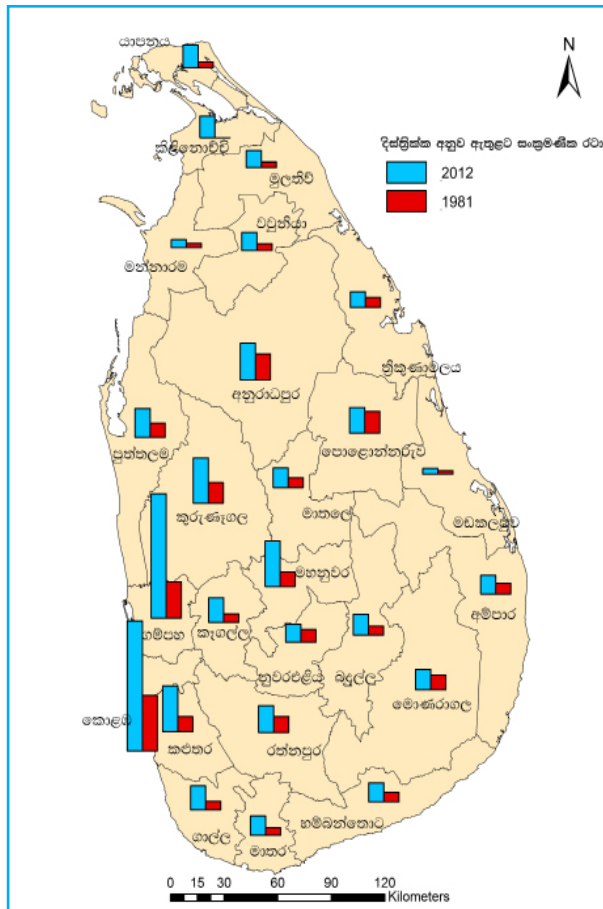 යාපනය
N
කිළිනොච්චි
දිස්ත්‍රික්ක අනුව ඇතුළට සංක්‍රමණික රටා
2012
1981
මුලතිව්
වවුනියා
මන්නාරම
ත්‍රිකුණාමලය
අනුරාධපුර
පුත්තලම
පොළොන්නරුව
කුරුණෑගල
මාතලේ
මඩකලපුව
මහනුවර
අම්පාර
ගම්පහ
කෑගල්ල
නුවරඑළිය
බදුල්ල
මොණරාගල
කොළඹ
කළුතර
රත්නපුර
හම්බන්තොට
ගාල්ල
මාතර
0 15 30 60 90 120
Kilometers